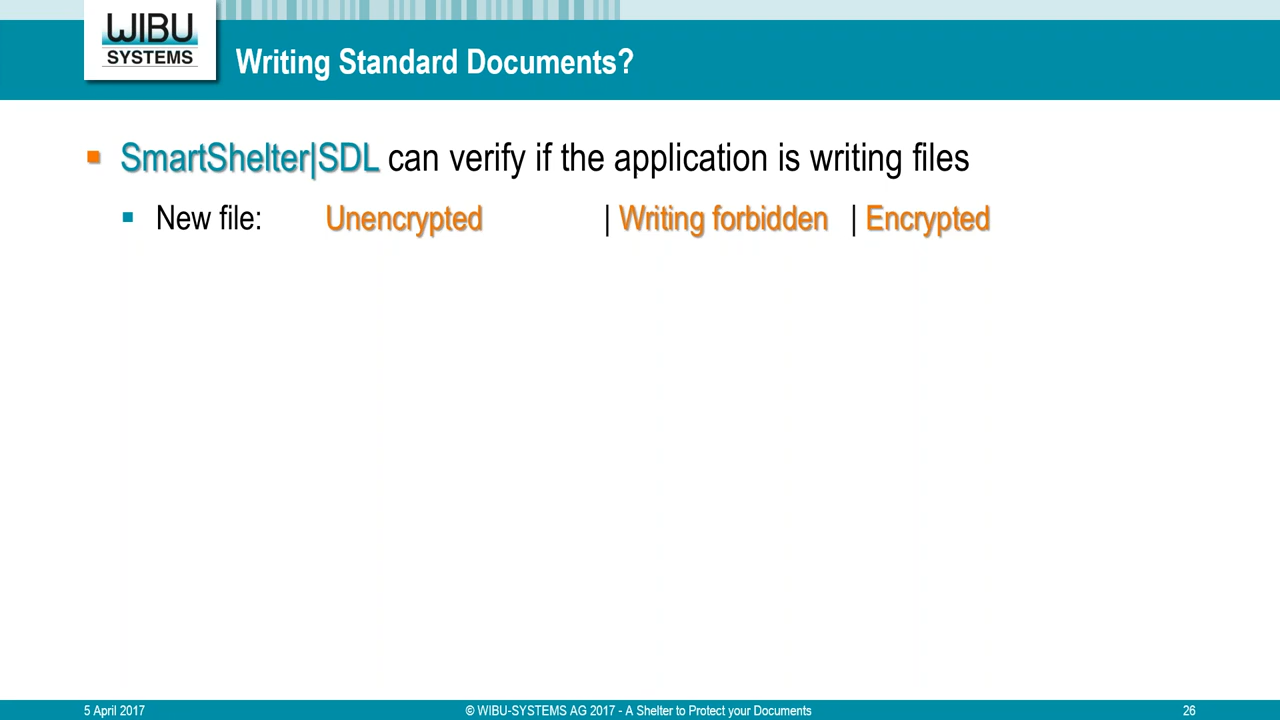 WIBU
SYSTEMS
Writing Standard Documents?
SmartShelter|SDL can verify if the application is writing files
New file: Unencrypted | Writing forbidden | Encrypted
5 April 2017 © WIBU-SYSTEMS AG 2017 - A Shelter to Protect your Documents 26